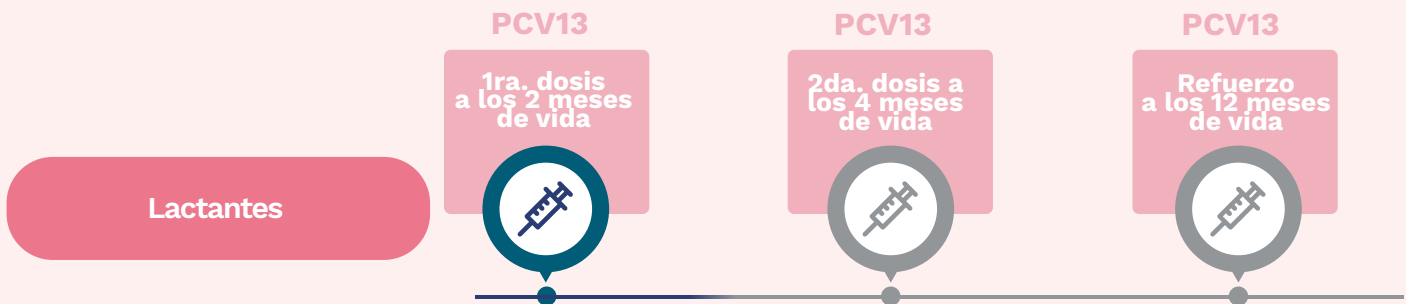 PCV13
1ra. dosis
a los 2 meses
de vida
PCV13
2da. dosis a
los 4 meses
de vida
PCV13
Refuerzo
a los 12 meses
de vida
Lactantes